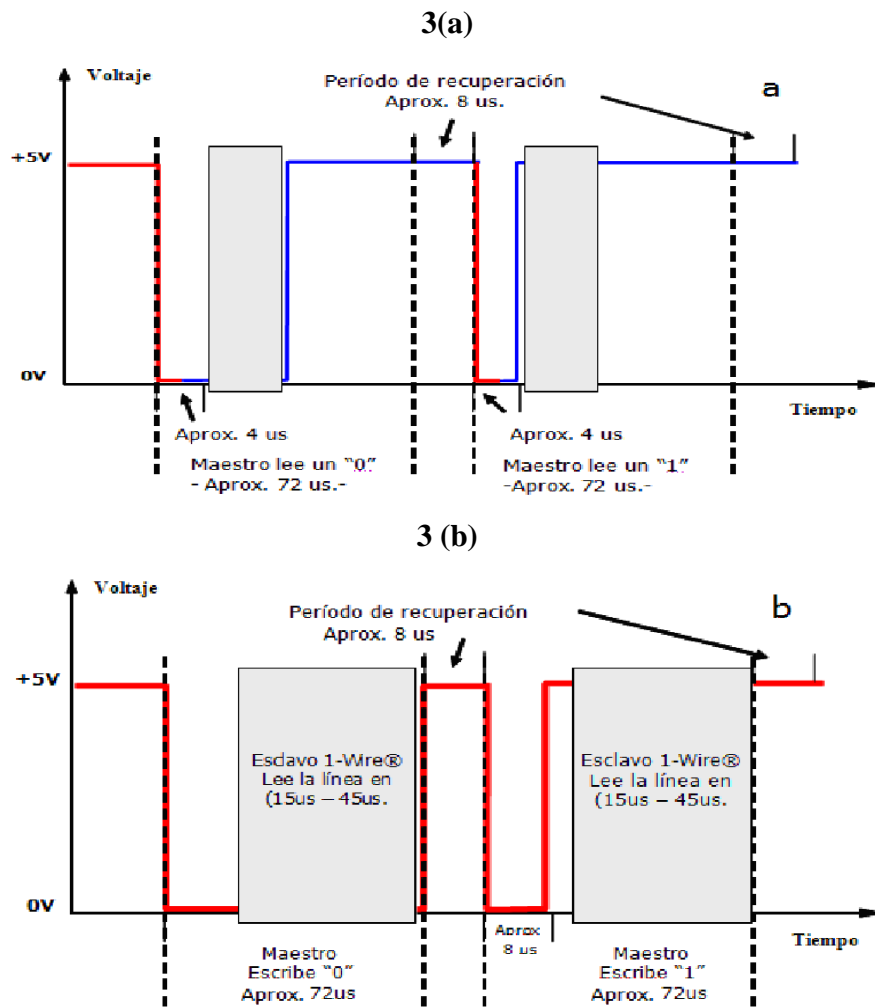 3(a)
Voltaje
Período de recuperación
Aprox. 8 us.
a
+5V
0V
Tiempo
Aprox. 4 us
Maestro lee un “0”
- Aprox. 72 us.-
Aprox. 4 us
Maestro lee un “1”
-Aprox. 72 us.-
3 (b)
Voltaje
Período de recuperación
Aprox. 8 us
b
+5V
Esclavo 1-Wire®
Lee la línea en
(15us – 45us.
Esclavo 1-Wire®
Lee la línea en
(15us – 45us.
0V
Aprox
8 us
Tiempo
Maestro
Escribe “0”
Aprox. 72us
Maestro
Escribe “1”
Aprox. 72us